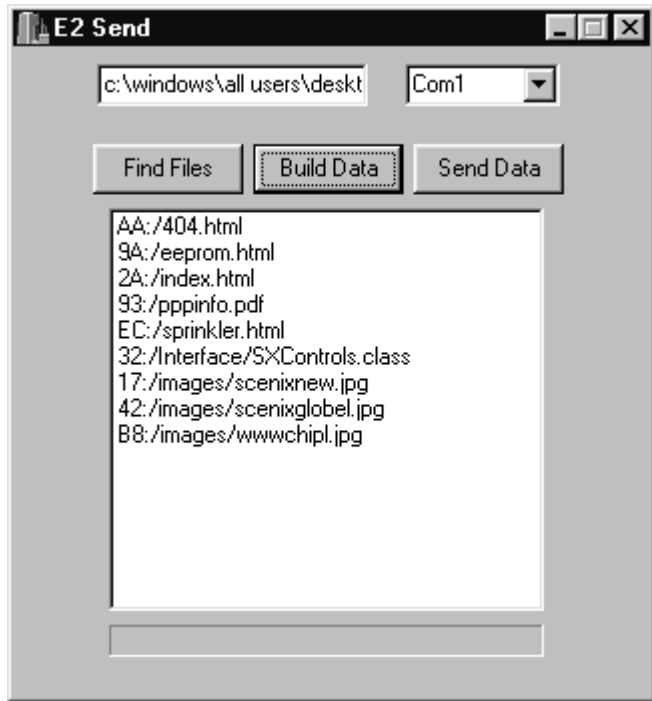 E2 Send
c:\windows\all users\deskt
Com1
Find Files
Build Data
Send Data
AA:/404.html
9A:/eeprom.html
2A:/index.html
93:/pppinfo.pdf
EC:/sprinkler.html
32:/Interface/SXControls.class
17:/images/scenixnew.jpg
42:/images/scenixglobel.jpg
B8:/images/wwwchipl.jpg